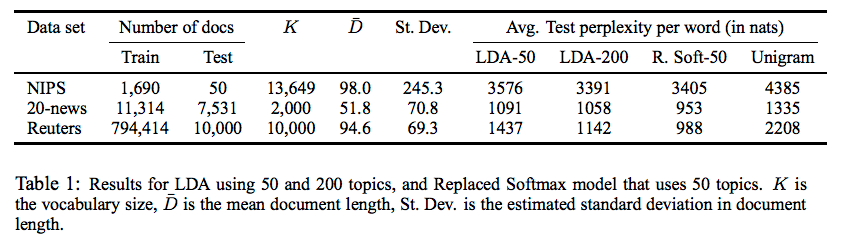 Data set Number of docs K D̄ St. Dev. Avg. Test perplexity per word (in nats)
Train Test LDA-50 LDA-200 R. Soft-50 Unigram
NIPS 1,690 50 13,649 98.0 245.3 3576 3391 3405 4385
20-news 11,314 7,531 2,000 51.8 70.8 1091 1058 953 1335
Reuters 794,414 10,000 10,000 94.6 69.3 1437 1142 988 2208
Table 1: Results for LDA using 50 and 200 topics, and Replaced Softmax model that uses 50 topics. K is
the vocabulary size, D̄ is the mean document length, St. Dev. is the estimated standard deviation in document
length.